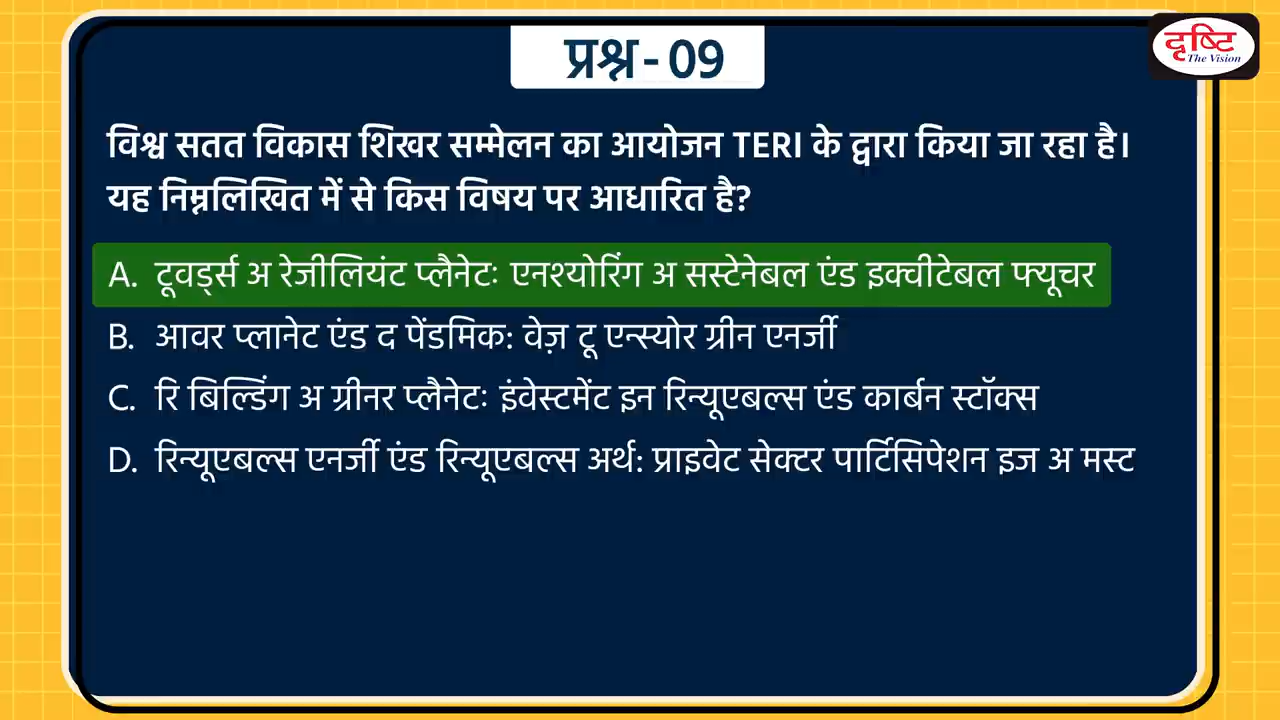 दृष्टि
The Vision
प्रश्न- 09
विश्व सतत विकास शिखर सम्मेलन का आयोजन TERI के द्वारा किया जा रहा है।
यह निम्नलिखित में से किस विषय पर आधारित है?
A. टूवर्ड्स अ रेजीलियंट प्लैनेटः एनश्योरिंग अ सस्टेनेबल एंड इक्वीटेबल फ्यूचर
B. आवर प्लानेट एंड द पेंडमिक: वेज़ टू एन्स्योर ग्रीन एनर्जी
C. रि बिल्डिंग अ ग्रीनर प्लैनेटः इंवेस्टमेंट इन रिन्यूएबल्स एंड कार्बन स्टॉक्स
D. रिन्यूएबल्स एनर्जी एंड रिन्यूएबल्स अर्थ: प्राइवेट सेक्टर पार्टिसिपेशन इज अ मस्ट